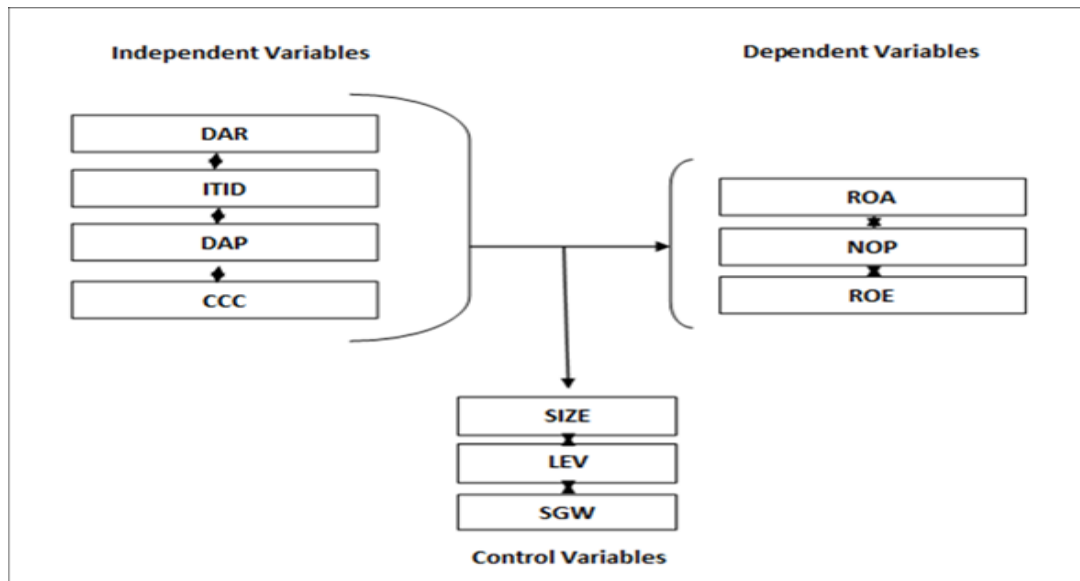 Independent Variables
Dependent Variables
DAR
ITID
DAP
CCC
ROA
NOP
ROE
SIZE
LEV
SGW
Control Variables